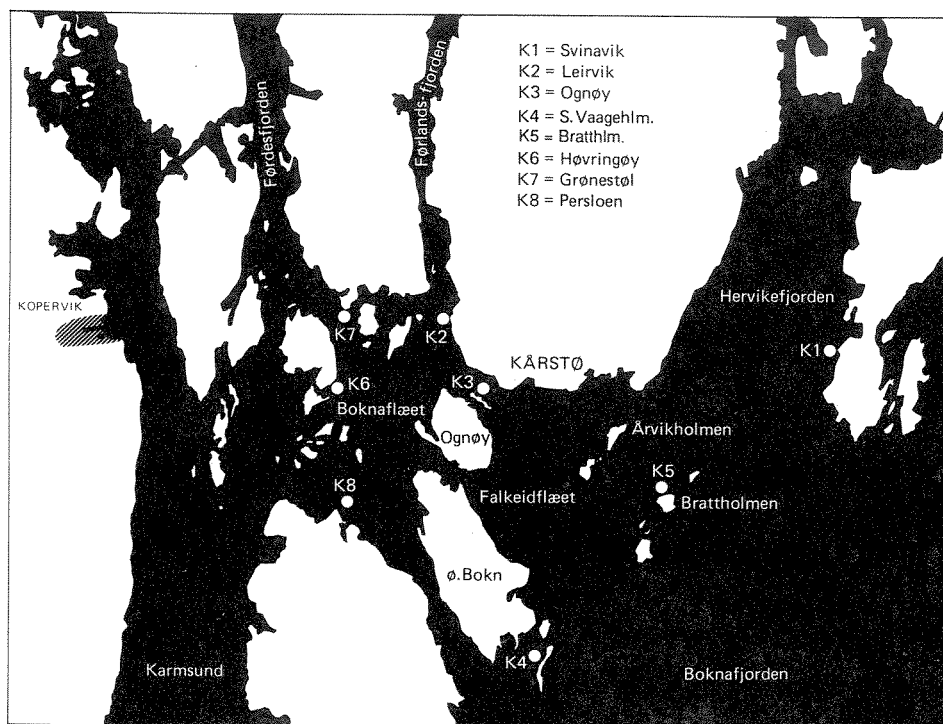 K1 = Svinavik
K2 = Leirvik
K3 = Ognøy
K4 = S. Vaagehlm.
K5 = Bratthlm.
K6 = Høvringøy
K7 = Grønestøl
K8 = Persloen
Førdesfjorden
Førlands-fjorden
KOPERVIK
Hervikefjorden
K7
K2
K1
KÅRSTØ
K6
K3
Boknaflæet
Ognøy
Årvikholmen
K5
K8
Falkeidflæet
Brattholmen
ø.Bokn
K4
Karmsund
Boknafjorden